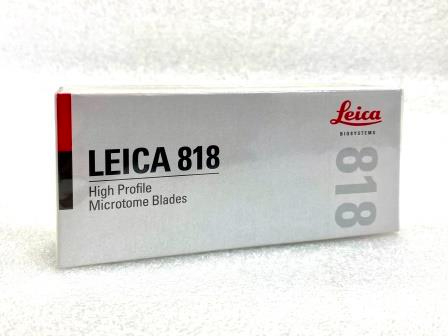 LEICA 818
High Profile
Microtome Blades
Leica
BIOSYSTEMS
818